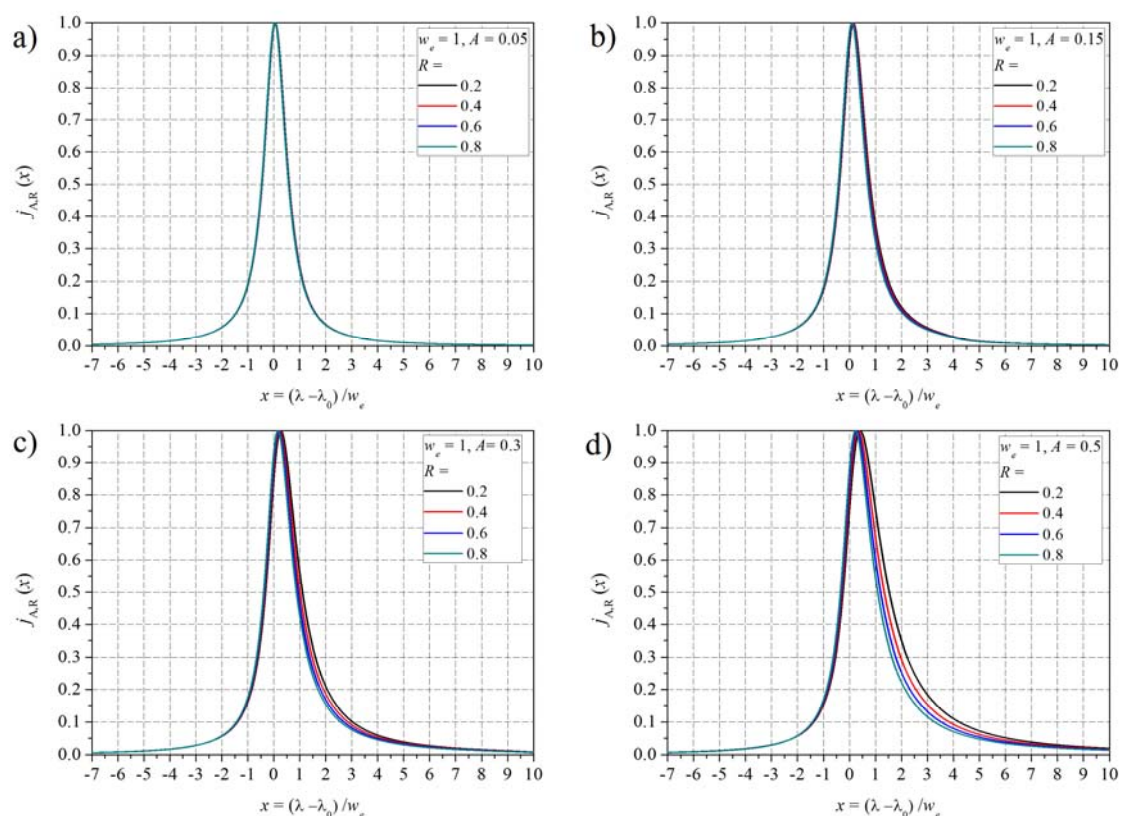 a)
w_e = 1, A = 0.05
R =
0.2
0.4
0.6
0.8
1.0
0.9
0.8
0.7
0.6
0.5
0.4
0.3
0.2
0.1
0.0
j_A,R (x)
-7 -6 -5 -4 -3 -2 -1 0 1 2 3 4 5 6 7 8 9 10
x = (λ –λ_0) /w_e
b)
w_e = 1, A = 0.15
R =
0.2
0.4
0.6
0.8
1.0
0.9
0.8
0.7
0.6
0.5
0.4
0.3
0.2
0.1
0.0
j_A,R (x)
-7 -6 -5 -4 -3 -2 -1 0 1 2 3 4 5 6 7 8 9 10
x = (λ –λ_0) /w_e
c)
w_e = 1, A= 0.3
R =
0.2
0.4
0.6
0.8
1.0
0.9
0.8
0.7
0.6
0.5
0.4
0.3
0.2
0.1
0.0
j_A,R (x)
-7 -6 -5 -4 -3 -2 -1 0 1 2 3 4 5 6 7 8 9 10
x = (λ –λ_0) /w_e
d)
w_e = 1, A = 0.5
R =
0.2
0.4
0.6
0.8
1.0
0.9
0.8
0.7
0.6
0.5
0.4
0.3
0.2
0.1
0.0
j_A,R (x)
-7 -6 -5 -4 -3 -2 -1 0 1 2 3 4 5 6 7 8 9 10
x = (λ –λ_0) /w_e